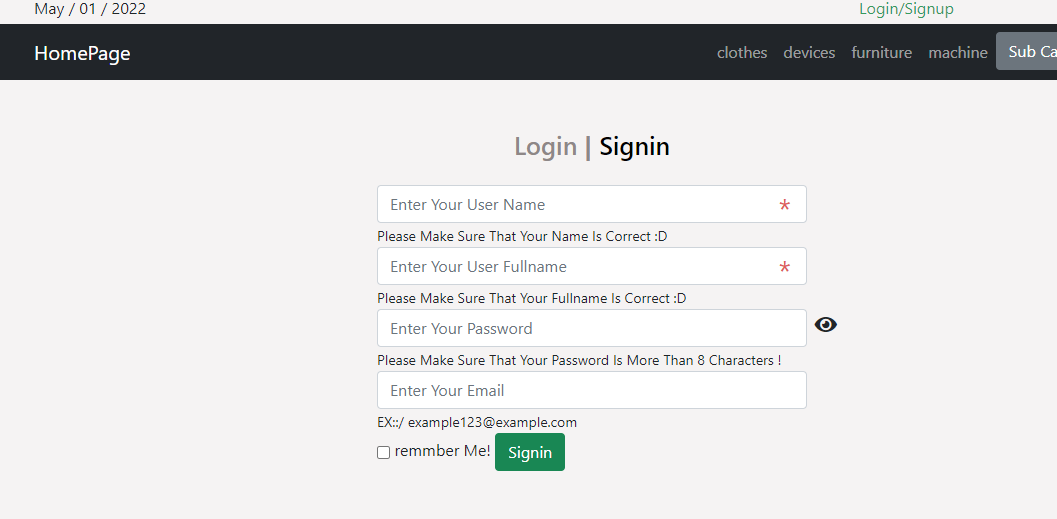 May / 01 / 2022 Login/Signup
HomePage clothes devices furniture machine Sub Ca
Login | Signin
Enter Your User Name *
Please Make Sure That Your Name Is Correct :D
Enter Your User Fullname *
Please Make Sure That Your Fullname Is Correct :D
Enter Your Password
Please Make Sure That Your Password Is More Than 8 Characters !
Enter Your Email
EX::/ example123@example.com
remmber Me! Signin